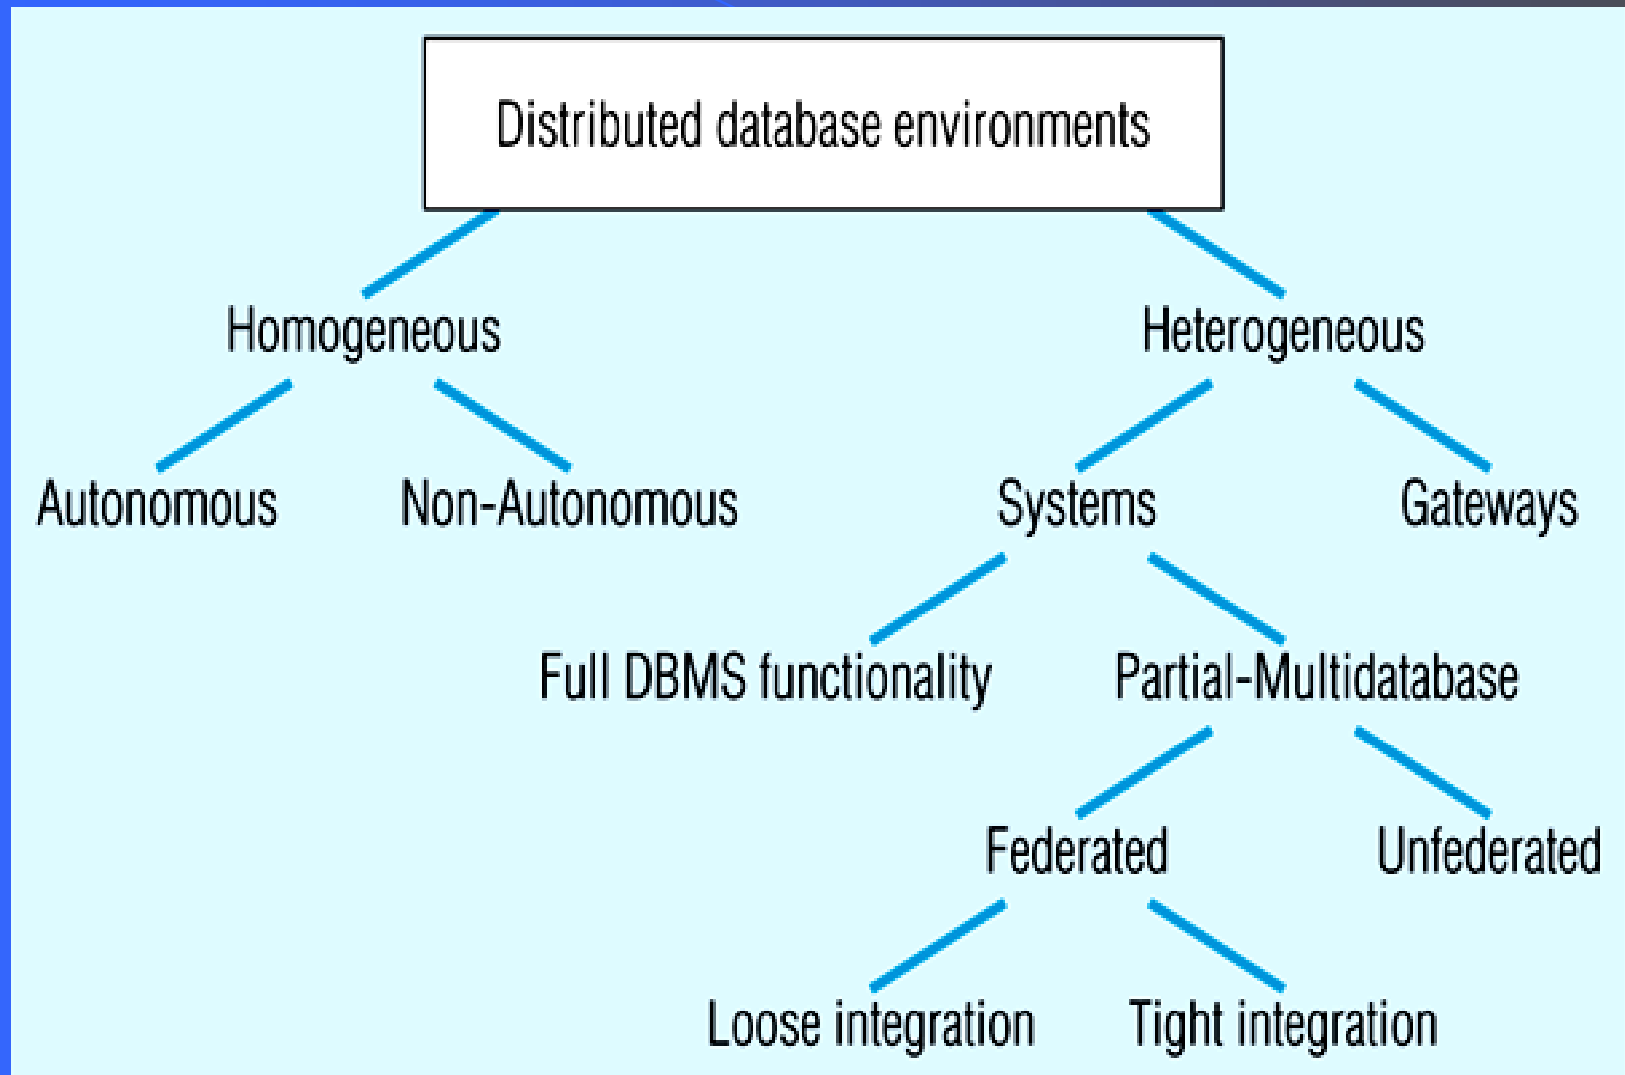 Distributed database environments
Homogeneous
Heterogeneous
Autonomous
Non-Autonomous
Systems
Gateways
Full DBMS functionality
Partial-Multidatabase
Federated
Unfederated
Loose integration
Tight integration